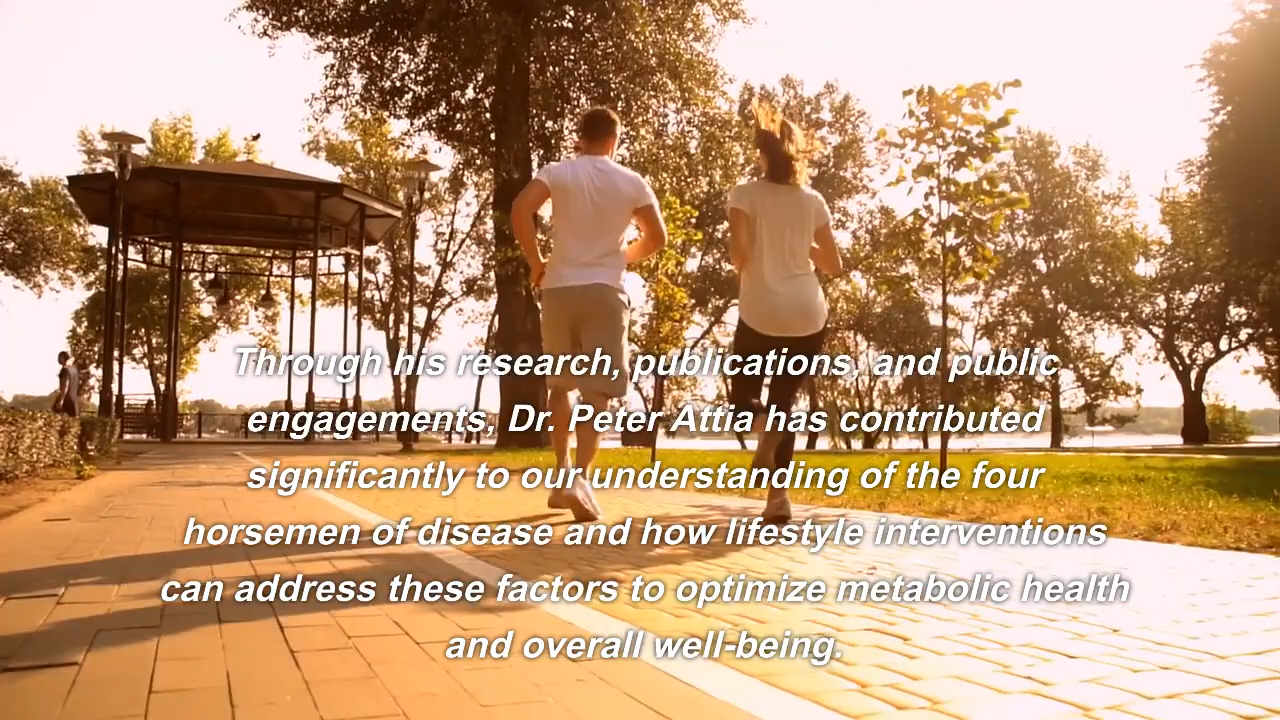 Through his research, publications, and public
engagements, Dr. Peter Attia has contributed
significantly to our understanding of the four
horsemen of disease and how lifestyle interventions
can address these factors to optimize metabolic health
and overall well-being.